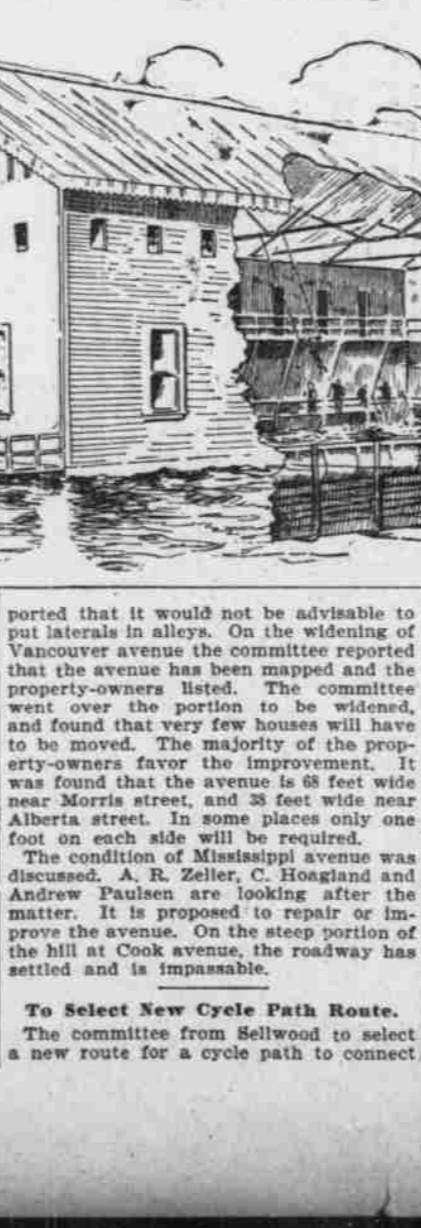 ported that it would not be advisable to
put laterals in alleys. On the widening of
Vancouver avenue the committee reported
that the avenue has been mapped and the
property-owners listed. The committee
went over the portion to be widened,
and found that very few houses will have
to be moved. The majority of the prop-
erty-owners favor the improvement. It
was found that the avenue is 68 feet wide
near Morris street, and 38 feet wide near
Alberta street. In some places only one
foot on each side will be required.
The condition of Mississippi avenue was
discussed. A. R. Zeller, C. Hoagland and
Andrew Paulsen are looking after the
matter. It is proposed to repair or im-
prove the avenue. On the steep portion of
the hill at Cook avenue, the roadway has
settled and is impassable.
To Select New Cycle Path Route.
The committee from Sellwood to select
a new route for a cycle path to connect